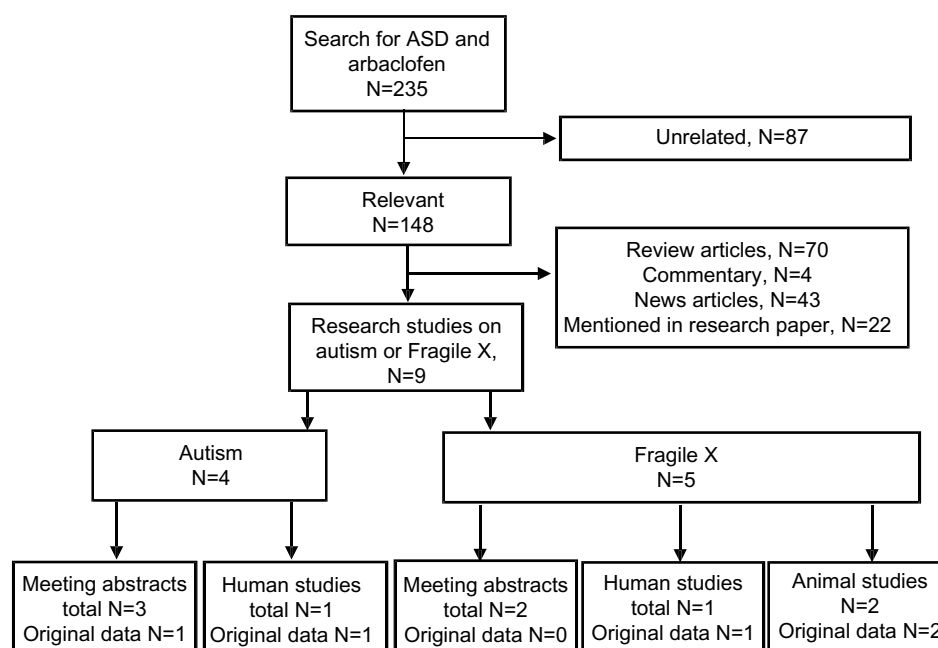 Search for ASD and
arbaclofen
N=235
Unrelated, N=87
Relevant
N=148
Review articles, N=70
Commentary, N=4
News articles, N=43
Mentioned in research paper, N=22
Research studies on
autism or Fragile X,
N=9
Autism
N=4
Fragile X
N=5
Meeting abstracts
total N=3
Original data N=1
Human studies
total N=1
Original data N=1
Meeting abstracts
total N=2
Original data N=0
Human studies
total N=1
Original data N=1
Animal studies
N=2
Original data N=2